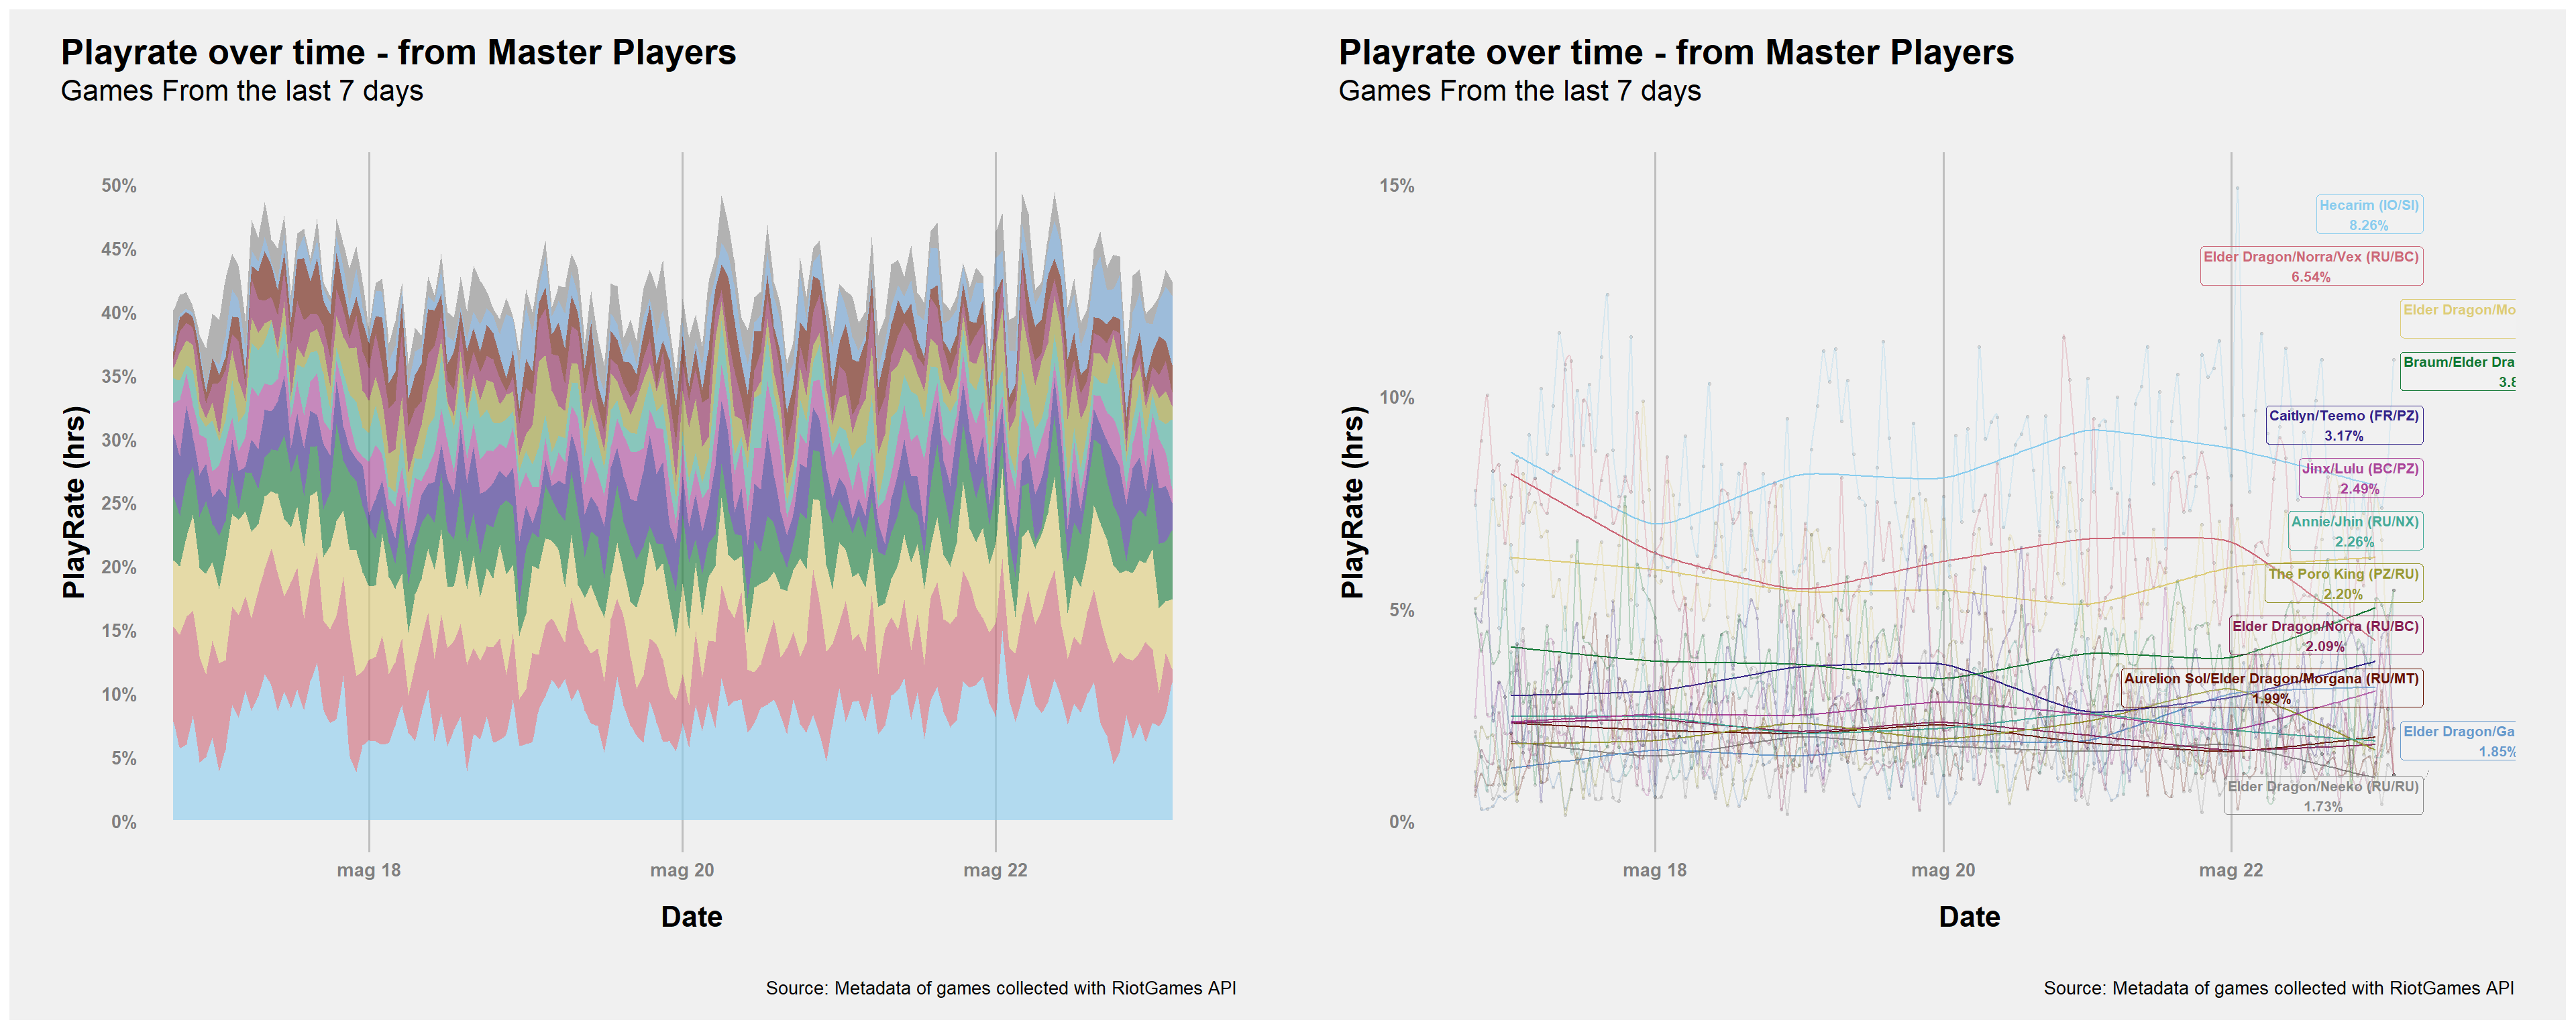 Playrate over time - from Master Players
Games From the last 7 days
50%
45%
40%
35%
30%
25%
20%
15%
10%
5%
0%
PlayRate (hrs)
mag 18
mag 20
mag 22
Date
Source: Metadata of games collected with RiotGames API
Playrate over time - from Master Players
Games From the last 7 days
15%
10%
5%
0%
PlayRate (hrs)
Hecarim (IO/SI)
8.26%
Elder Dragon/Norra/Vex (RU/BC)
6.54%
Elder Dragon/Mo
Braum/Elder Dra
3.8
Caitlyn/Teemo (FR/PZ)
3.17%
Jinx/Lulu (BC/PZ)
2.49%
Annie/Jhin (RU/NX)
2.26%
The Poro King (PZ/RU)
2.20%
Elder Dragon/Norra (RU/BC)
2.09%
Aurelion Sol/Elder Dragon/Morgana (RU/MT)
1.99%
Elder Dragon/Ga
1.85%
Elder Dragon/Neeko (RU/RU)
1.73%
mag 18
mag 20
mag 22
Date
Source: Metadata of games collected with RiotGames API